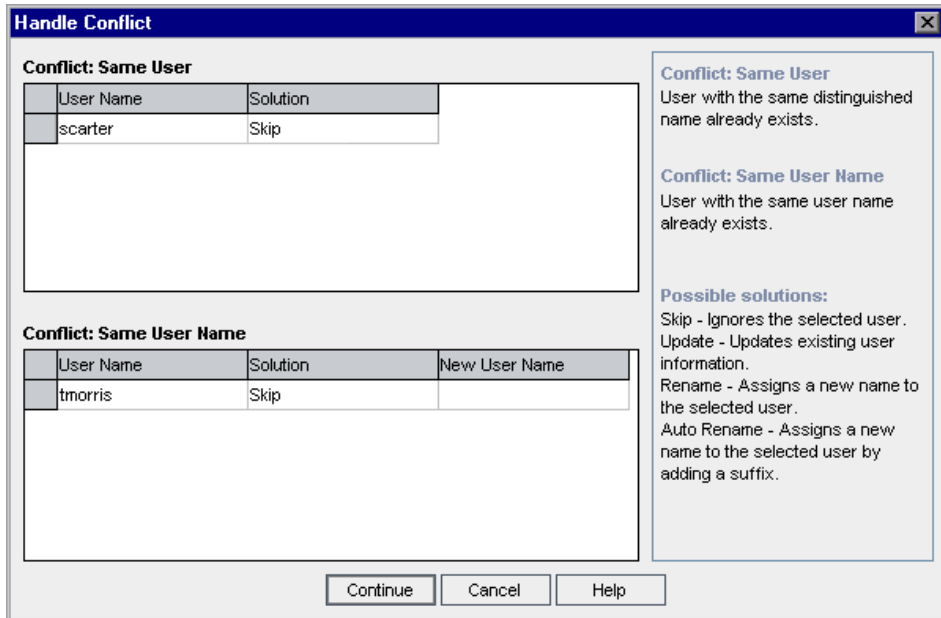 Handle Conflict
Conflict: Same User
User Name Solution
scarter Skip
Conflict: Same User Name
User Name Solution New User Name
tmorris Skip
Conflict: Same User
User with the same distinguished
name already exists.
Conflict: Same User Name
User with the same user name
already exists.
Possible solutions:
Skip - Ignores the selected user.
Update - Updates existing user
information.
Rename - Assigns a new name to
the selected user.
Auto Rename - Assigns a new
name to the selected user by
adding a suffix.
Continue Cancel Help